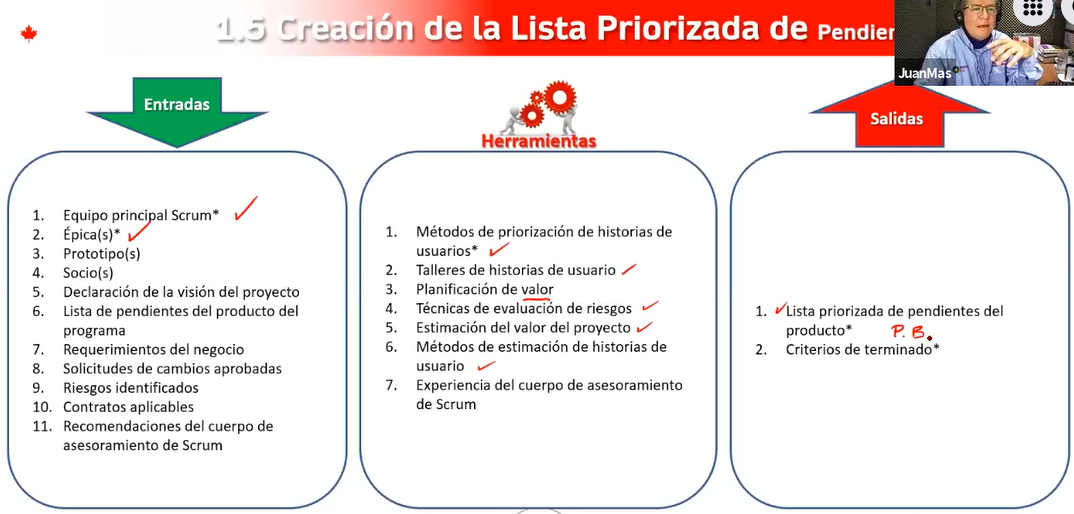 1.5 Creación de la Lista Priorizada de Pendier
JuanMas
Entradas
Herramientas
Salidas
1. Equipo principal Scrum*
2. Épica(s)*
3. Prototipo(s)
4. Socio(s)
5. Declaración de la visión del proyecto
6. Lista de pendientes del producto del
programa
7. Requerimientos del negocio
8. Solicitudes de cambios aprobadas
9. Riesgos identificados
10. Contratos aplicables
11. Recomendaciones del cuerpo de
asesoramiento de Scrum
1. Métodos de priorización de historias de
usuarios*
2. Talleres de historias de usuario
3. Planificación de valor
4. Técnicas de evaluación de riesgos
5. Estimación del valor del proyecto
6. Métodos de estimación de historias de
usuario
7. Experiencia del cuerpo de asesoramiento
de Scrum
1. Lista priorizada de pendientes del
producto* P. B.
2. Criterios de terminado*